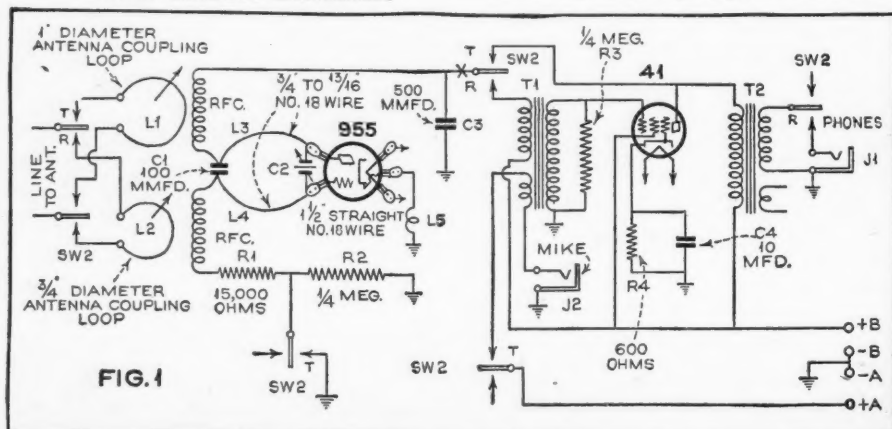 1" DIAMETER
ANTENNA COUPLING
LOOP
T
R
LINE
TO ANT.
SW2
L1
L2
3/4" DIAMETER
ANTENNA COUPLING
LOOP
FIG.1
RFC.
L3
C1
100
MMFD.
L4
RFC.
R1
15,000
OHMS
R2
1/4 MEG.
3/4" TO 13/16"
NO. 18 WIRE
955
C2
1 1/2" STRAIGHT
NO.18 WIRE
L5
T
SW2
500
MMFD.
C3
X
T
R
SW2
T1
1/4 MEG.
R3
41
MIKE
J2
R4
C4
10
MFD.
600
OHMS
SW2
T
T2
SW2
R
PHONES
J1
+B
-B
-A
+A